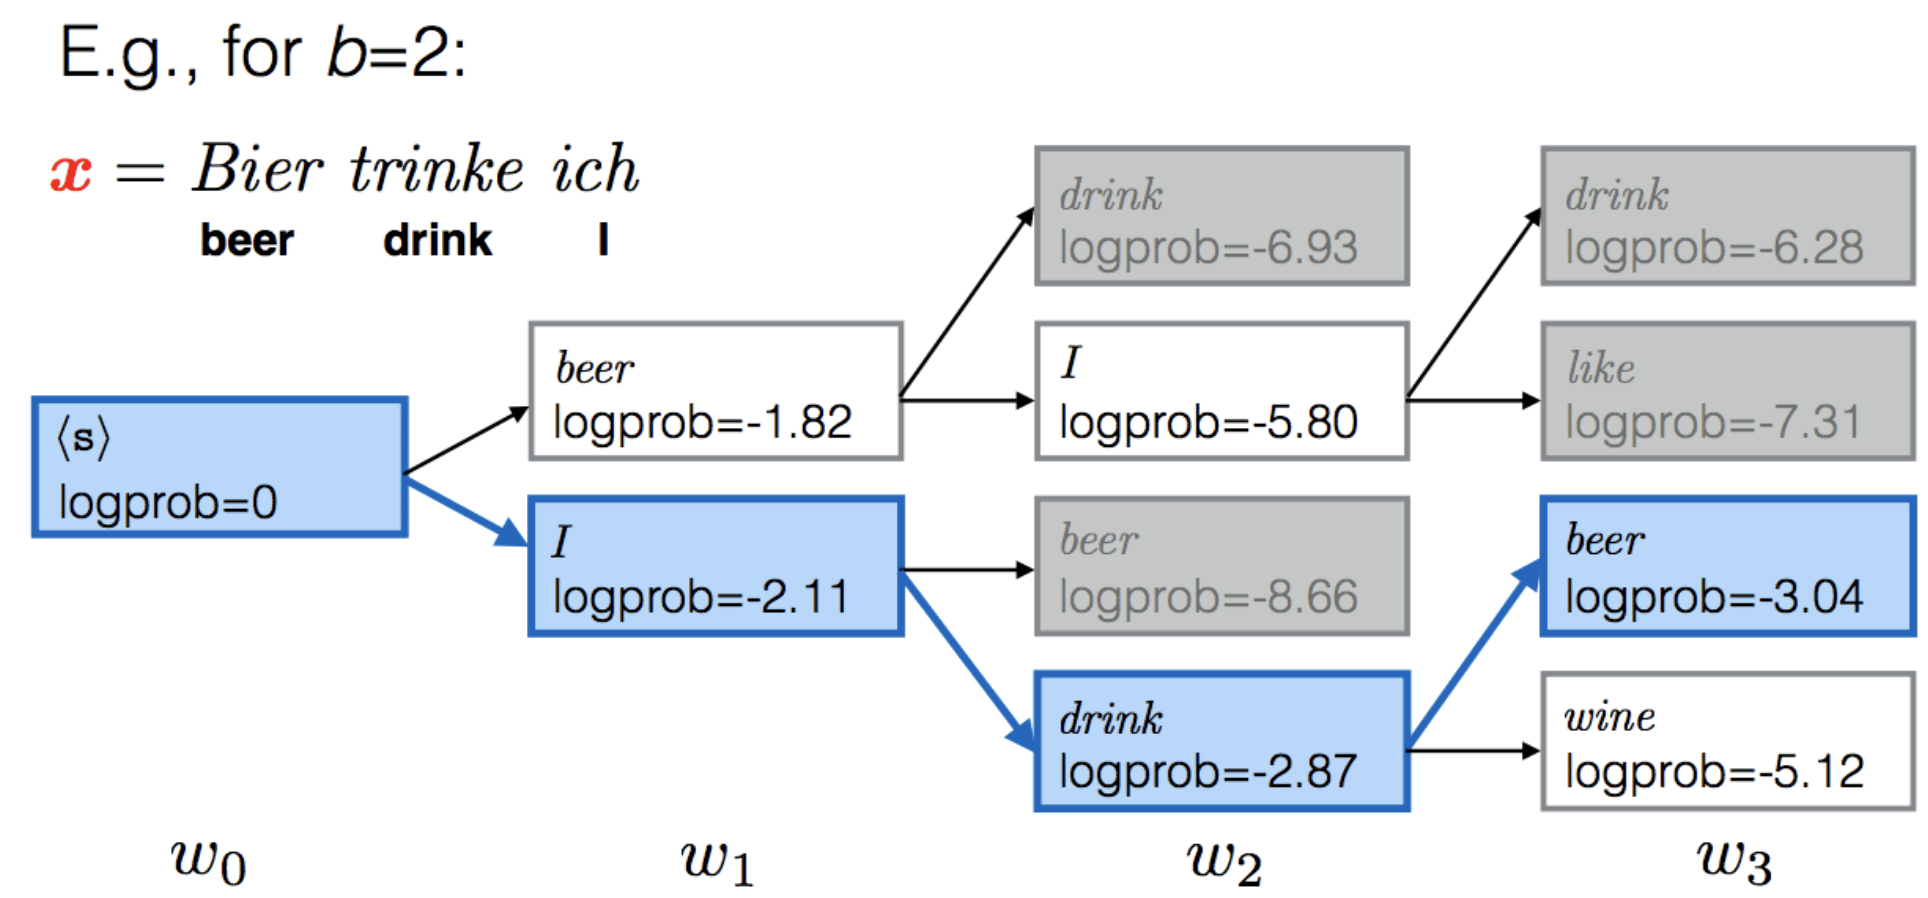 E.g., for b=2:
x = Bier trinke ich
beer drink I
⟨s⟩
logprob=0
beer
logprob=-1.82
I
logprob=-2.11
drink
logprob=-6.93
I
logprob=-5.80
beer
logprob=-8.66
drink
logprob=-2.87
drink
logprob=-6.28
like
logprob=-7.31
beer
logprob=-3.04
wine
logprob=-5.12
w₀ w₁ w₂ w₃